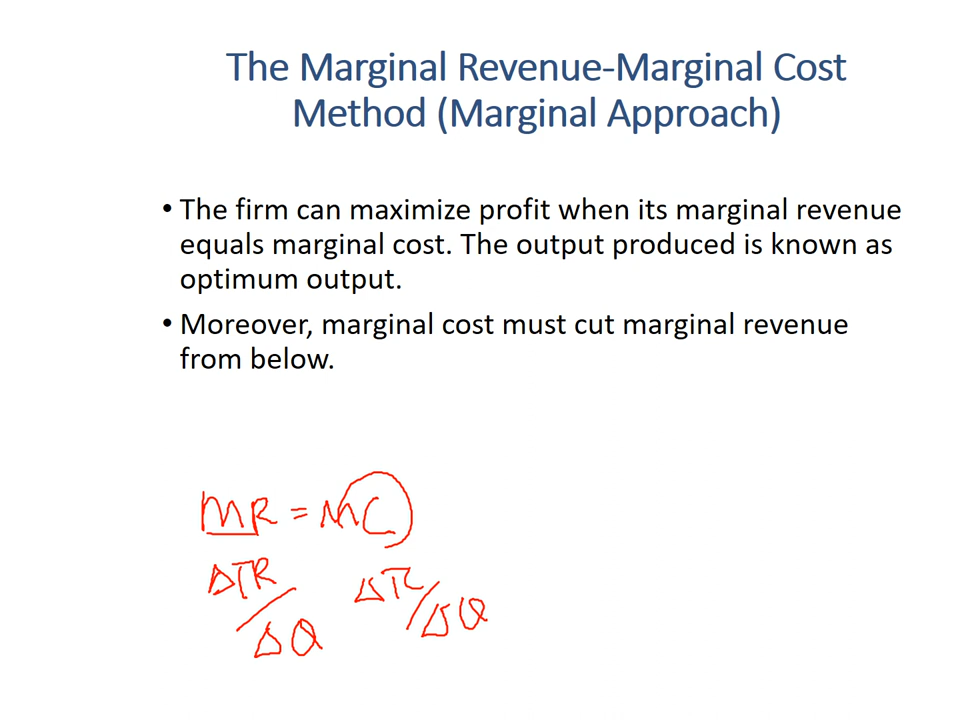 The Marginal Revenue-Marginal Cost
Method (Marginal Approach)
• The firm can maximize profit when its marginal revenue
equals marginal cost. The output produced is known as
optimum output.
• Moreover, marginal cost must cut marginal revenue
from below.
MR = MC
ΔTR/ΔQ ΔTC/ΔQ